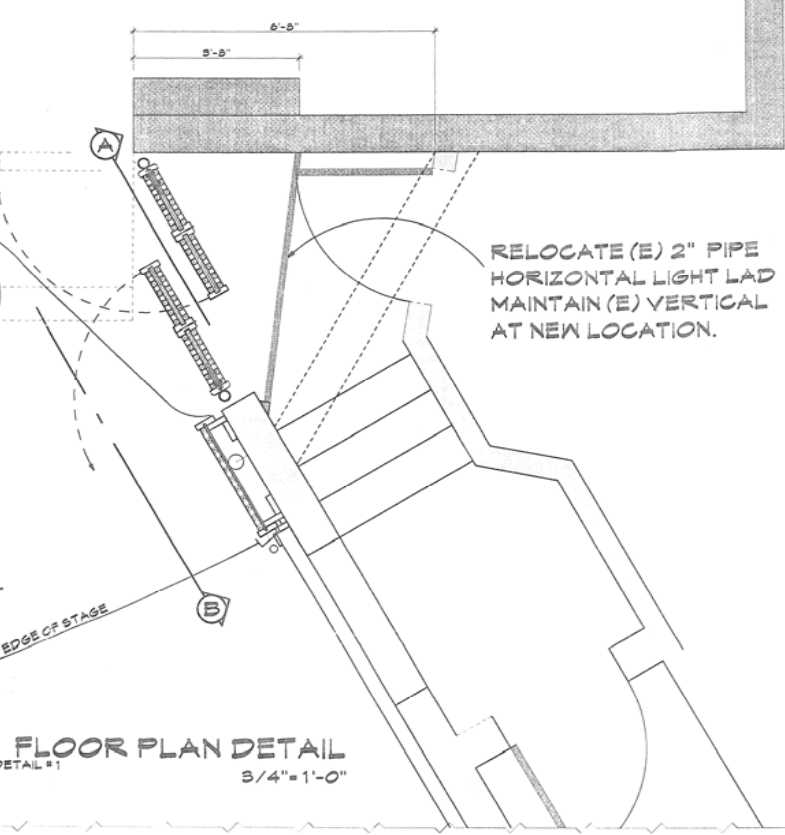 6'-8"
3'-8"
A
RELOCATE (E) 2" PIPE
HORIZONTAL LIGHT LAD
MAINTAIN (E) VERTICAL
AT NEW LOCATION.
B
EDGE OF STAGE
FLOOR PLAN DETAIL
DETAIL #1
3/4"=1'-0"